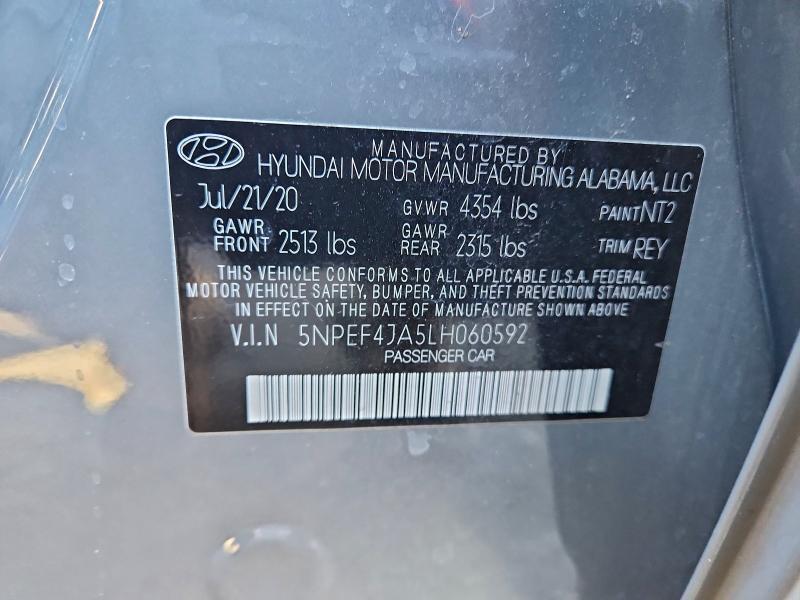 MANUFACTURED BY
HYUNDAI MOTOR MANUFACTURING ALABAMA, LLC
Jul/21/20 GVWR 4354 lbs PAINT NT2
GAWR FRONT 2513 lbs GAWR REAR 2315 lbs TRIM REY
THIS VEHICLE CONFORMS TO ALL APPLICABLE U.S.A. FEDERAL
MOTOR VEHICLE SAFETY, BUMPER, AND THEFT PREVENTION STANDARDS
IN EFFECT ON THE DATE OF MANUFACTURE SHOWN ABOVE
V.I.N 5NPEF4JA5LH060592
PASSENGER CAR